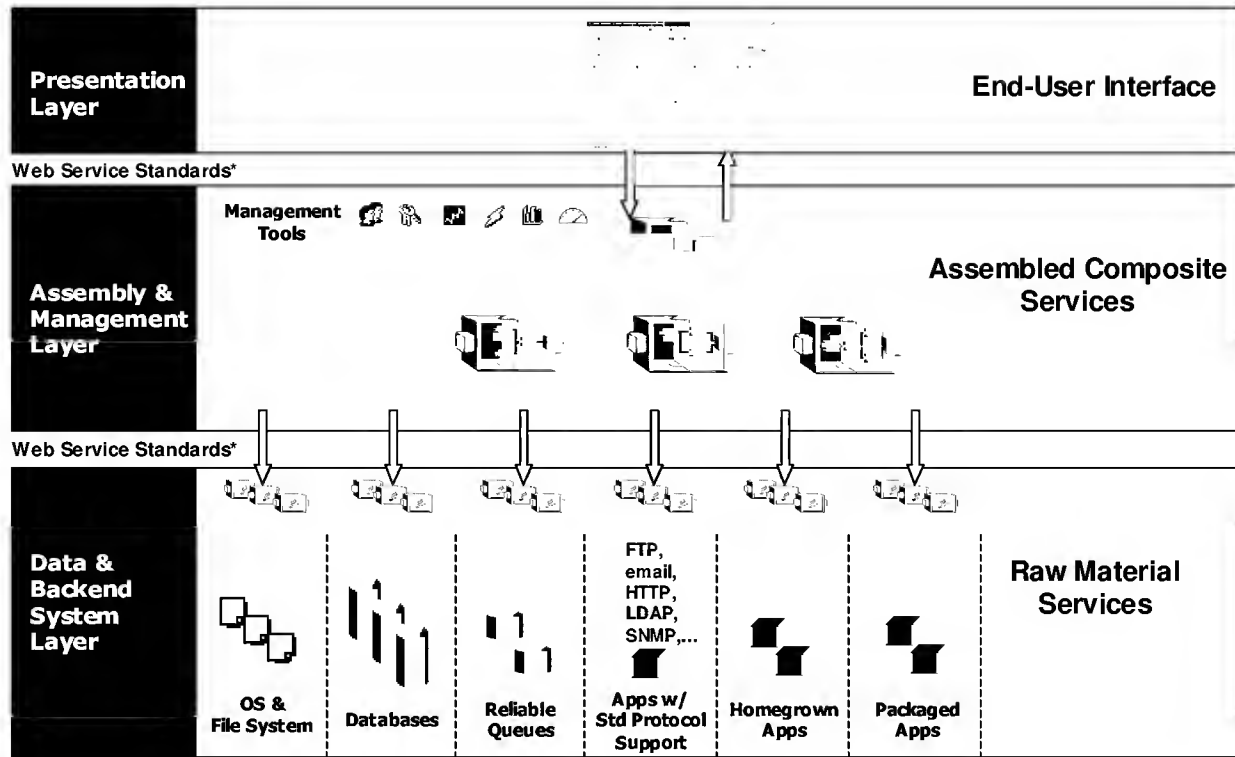 Presentation
Layer
End-User Interface
Web Service Standards*
Management
Tools
Assembly &
Management
Layer
Assembled Composite
Services
Web Service Standards*
Data &
Backend
System
Layer
FTP,
email,
HTTP,
LDAP,
SNMP,...
Raw Material
Services
OS &
File System
Databases
Reliable
Queues
Apps w/
Std Protocol
Support
Homegrown
Apps
Packaged
Apps